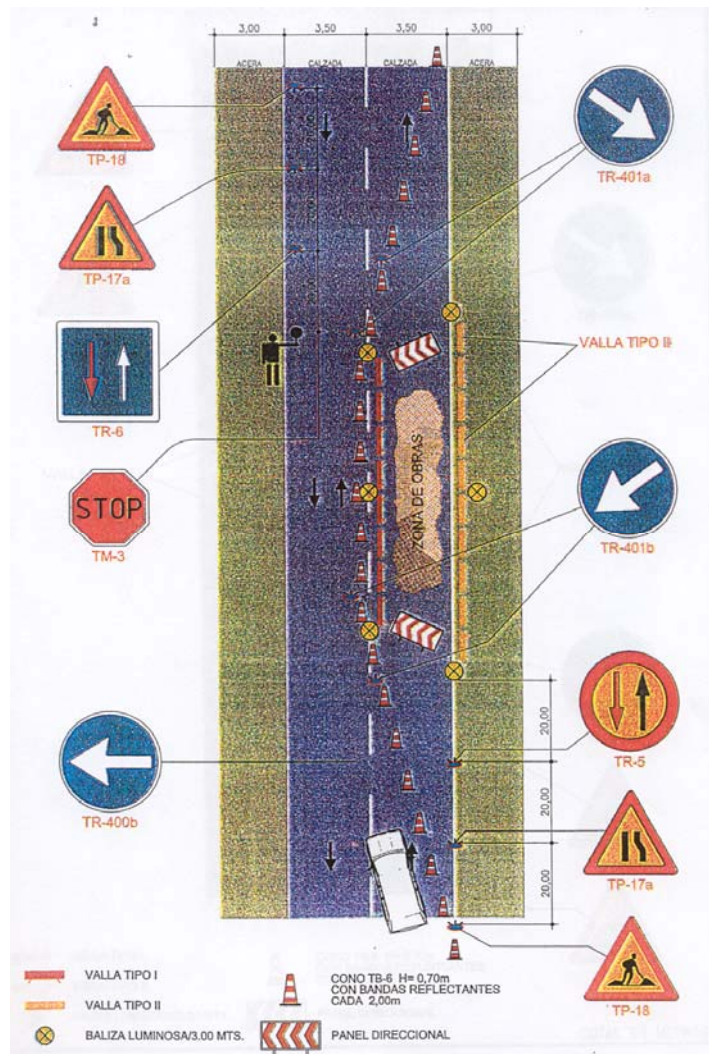 3,00
3,50
3,50
3,00
ACERA
CALZADA
CALZADA
ACERA
TP-18
TR-401a
TP-17a
VALLA TIPO II
TR-6
ZONA DE OBRAS
STOP
TM-3
TR-401b
20,00
TR-5
20,00
TR-400b
TP-17a
20,00
TP-18
VALLA TIPO I
VALLA TIPO II
BALIZA LUMINOSA/3.00 MTS.
CONO TB-6 H= 0,70m
CON BANDAS REFLECTANTES
CADA 2,00m
PANEL DIRECCIONAL